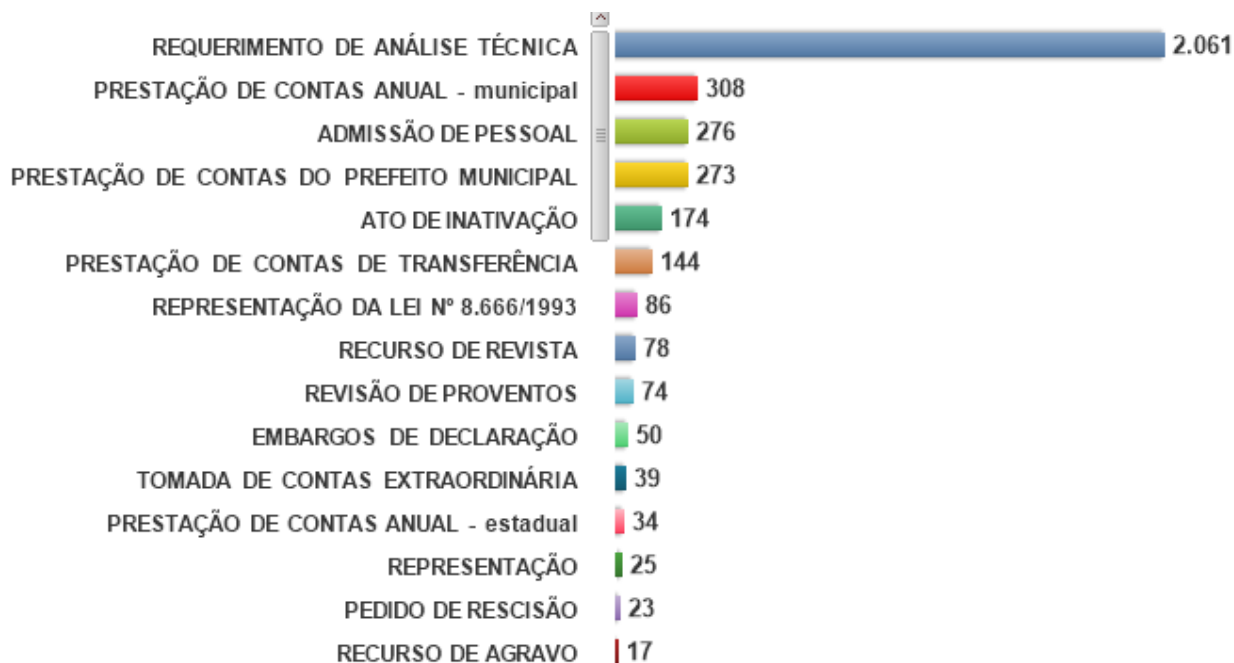 REQUERIMENTO DE ANÁLISE TÉCNICA 2.061
PRESTAÇÃO DE CONTAS ANUAL - municipal 308
ADMISSÃO DE PESSOAL 276
PRESTAÇÃO DE CONTAS DO PREFEITO MUNICIPAL 273
ATO DE INATIVAÇÃO 174
PRESTAÇÃO DE CONTAS DE TRANSFERÊNCIA 144
REPRESENTAÇÃO DA LEI Nº 8.666/1993 86
RECURSO DE REVISTA 78
REVISÃO DE PROVENTOS 74
EMBARGOS DE DECLARAÇÃO 50
TOMADA DE CONTAS EXTRAORDINÁRIA 39
PRESTAÇÃO DE CONTAS ANUAL - estadual 34
REPRESENTAÇÃO 25
PEDIDO DE RESCISÃO 23
RECURSO DE AGRAVO 17